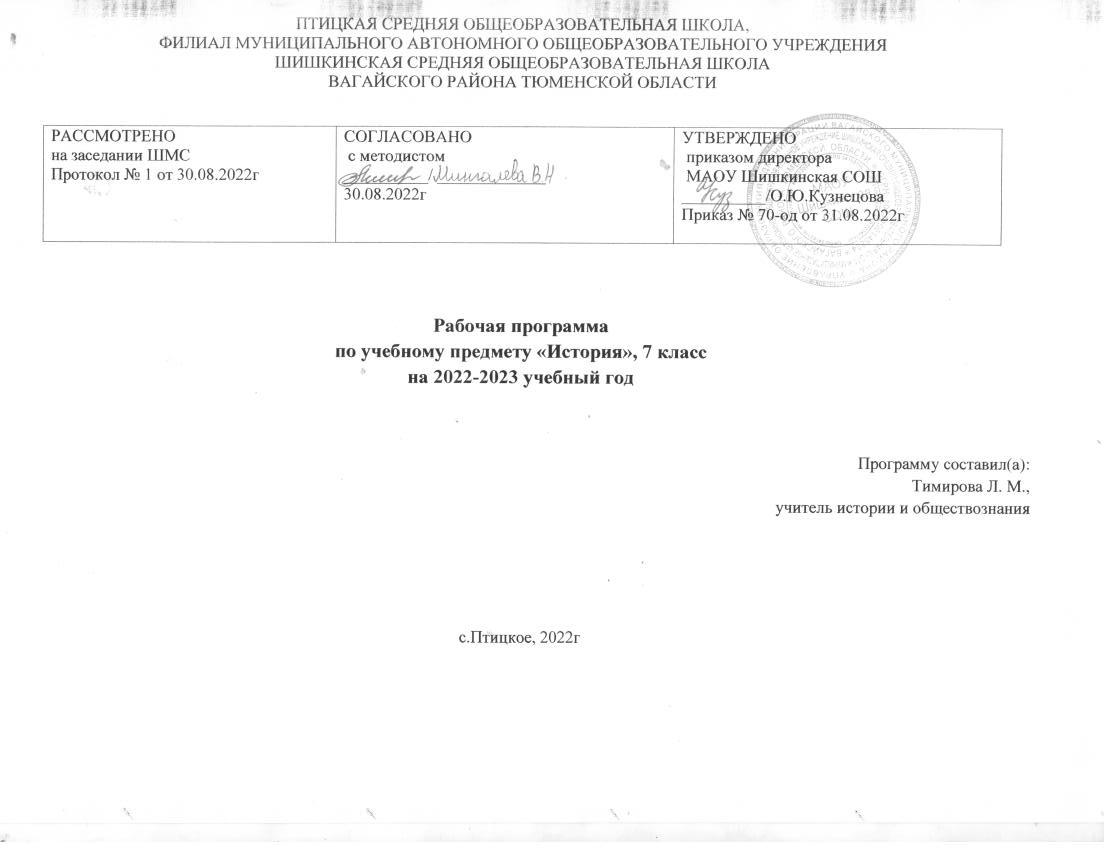 ПТИЦКАЯ СРЕДНЯЯ ОБЩЕОБРАЗОВАТЕЛЬНАЯ ШКОЛА,
ФИЛИАЛ МУНИЦИПАЛЬНОГО АВТОНОМНОГО ОБЩЕОБРАЗОВАТЕЛЬНОГО УЧРЕЖДЕНИЯ
ШИШКИНСКАЯ СРЕДНЯЯ ОБЩЕОБРАЗОВАТЕЛЬНАЯ ШКОЛА
ВАГАЙСКОГО РАЙОНА ТЮМЕНСКОЙ ОБЛАСТИ
РАССМОТРЕНО
на заседании ШМС
Протокол № 1 от 30.08.2022г
СОГЛАСОВАНО
с методистом
/Мингалева В.Н
30.08.2022г
УТВЕРЖДЕНО
приказом директора
МАОУ Шишкинская СОШ
/О.Ю.Кузнецова
Приказ № 70-од от 31.08.2022г
Рабочая программа
по учебному предмету «История», 7 класс
на 2022-2023 учебный год
Программу составил(а):
Тимирова Л. М.,
учитель истории и обществознания
с.Птицкое, 2022г